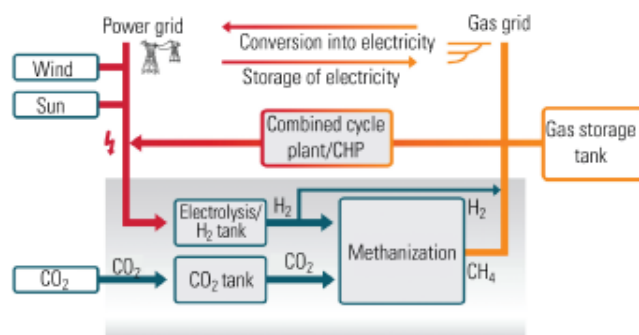 Power grid
Gas grid
Conversion into electricity
Storage of electricity
Wind
Sun
Combined cycle
plant/CHP
Gas storage
tank
Electrolysis/
H₂ tank
H₂
H₂
Methanization
CO₂
CO₂
CO₂ tank
CO₂
CH₄